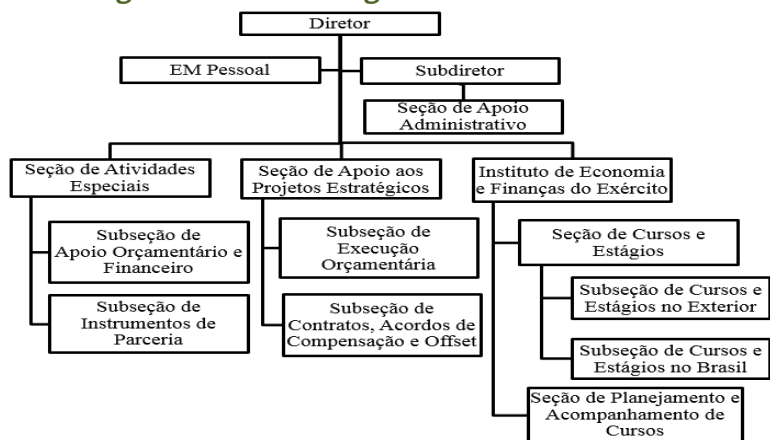 Diretor
EM Pessoal
Subdiretor
Seção de Apoio
Administrativo
Seção de Atividades
Especiais
Seção de Apoio aos
Projetos Estratégicos
Instituto de Economia
e Finanças do Exército
Subseção de
Apoio Orçamentário e
Financeiro
Subseção de
Instrumentos de
Parceria
Subseção de
Execução
Orçamentária
Subseção de
Contratos, Acordos de
Compensação e Offset
Seção de Cursos e
Estágios
Subseção de Cursos e
Estágios no Exterior
Subseção de Cursos e
Estágios no Brasil
Seção de Planejamento e
Acompanhamento de
Cursos